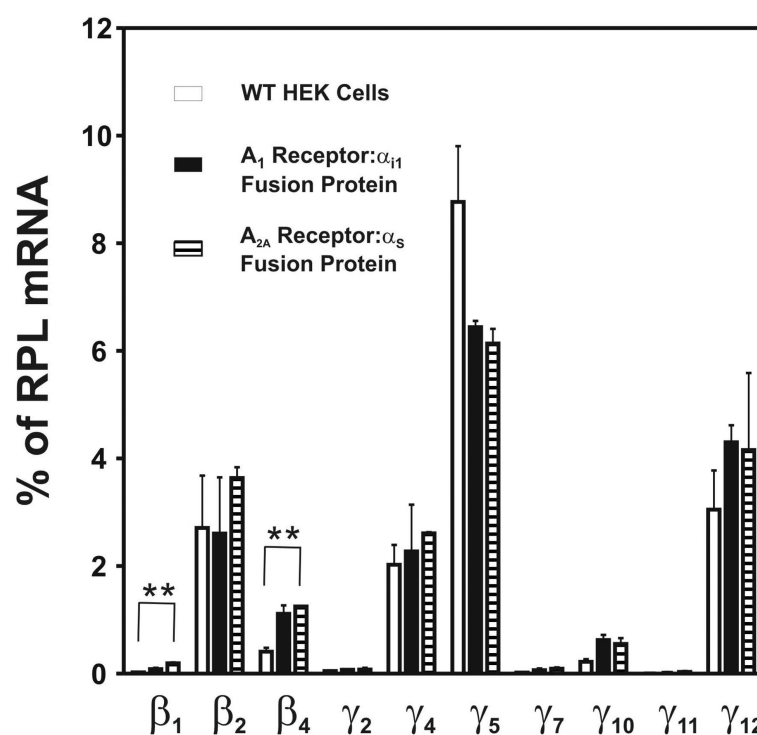 % of RPL mRNA
12
10
8
6
4
2
0
WT HEK Cells
A₁ Receptor:αᵢ₁
Fusion Protein
A₂A Receptor:αS
Fusion Protein
**
**
β₁ β₂ β₄ γ₂ γ₄ γ₅ γ₇ γ₁₀ γ₁₁ γ₁₂